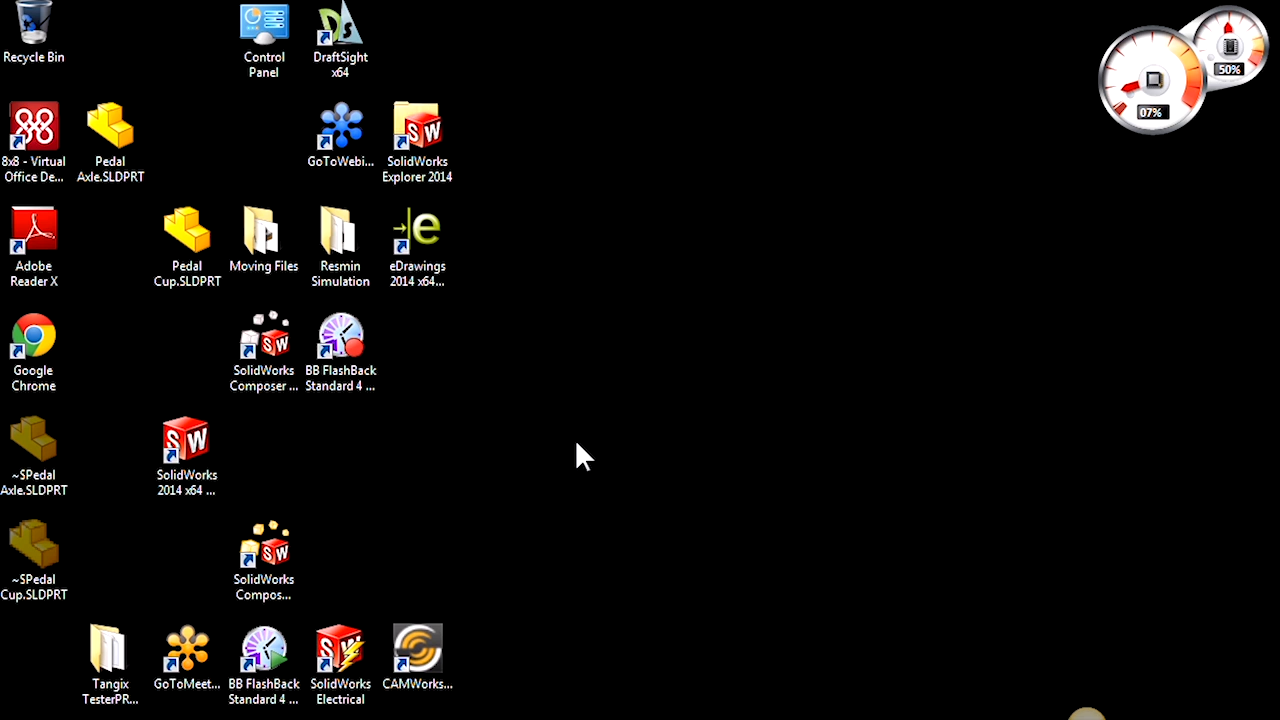 Recycle Bin
Control
Panel
DraftSight
x64
50%
07%
8x8 - Virtual
Office De...
Pedal
Axle.SLDPRT
GoToWebi...
SolidWorks
Explorer 2014
Adobe
Reader X
Pedal
Cup.SLDPRT
Moving Files
Resmin
Simulation
eDrawings
2014 x64...
Google
Chrome
SolidWorks
Composer ...
BB FlashBack
Standard 4 ...
~SPedal
Axle.SLDPRT
SolidWorks
2014 x64 ...
~SPedal
Cup.SLDPRT
SolidWorks
Compos...
Tangix
TesterPR...
GoToMeet...
BB FlashBack
Standard 4 ...
SolidWorks
Electrical
CAMWorks...